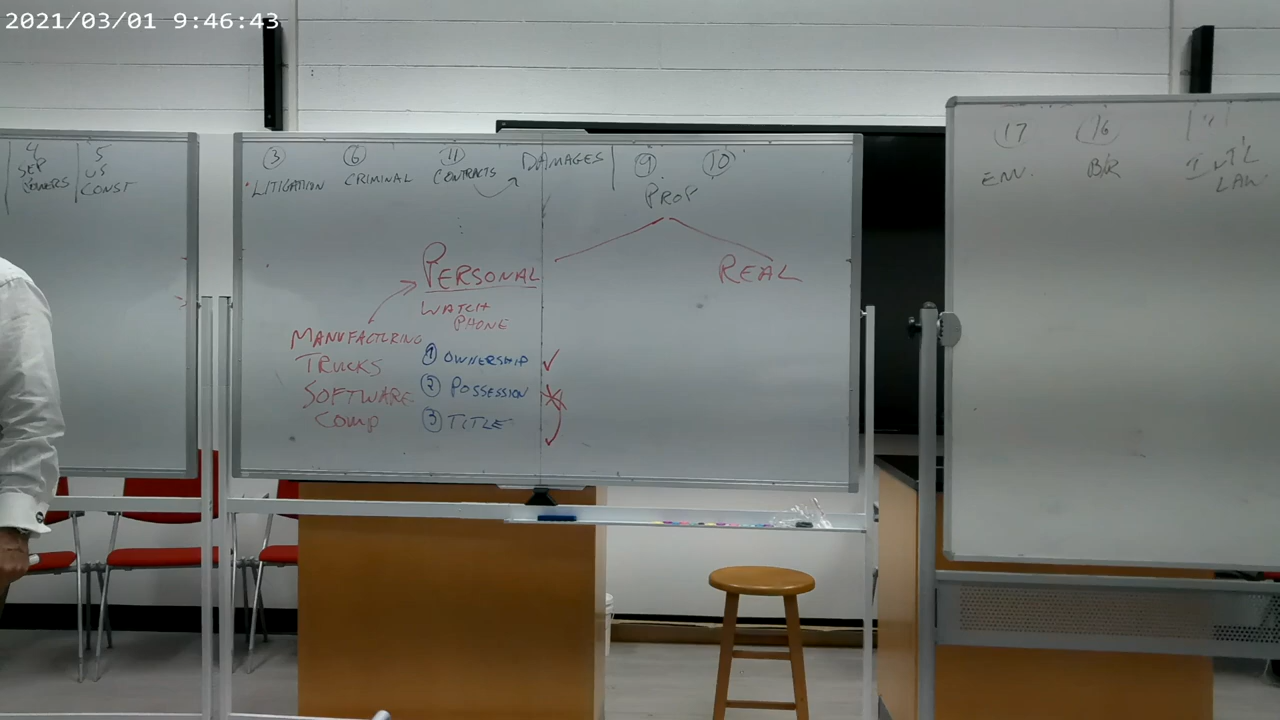 2021/03/01 9:46:43
4
SEP
POWERS
5
US
CONST
3
LITIGATION
6
CRIMINAL
11
CONTRACTS
DAMAGES
9
10
PROP
PERSONAL
REAL
WATCH
PHONE
MANUFACTURING
TRUCKS
SOFTWARE
COMP
1 OWNERSHIP ✓
2 POSSESSION
3 TITLE ✓
17
ENV.
16
B/R
INT'L
LAW